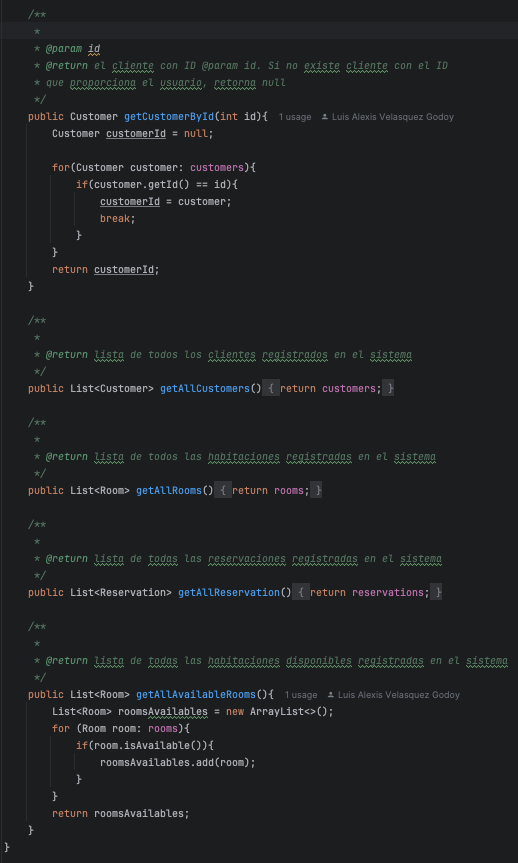 /**
 *
 * @param id
 * @return el cliente con ID @param id. Si no existe cliente con el ID
 * que proporciona el usuario, retorna null
 */
public Customer getCustomerById(int id){ 1 usage Luis Alexis Velasquez Godoy
    Customer customerId = null;

    for(Customer customer: customers){
        if(customer.getId() == id){
            customerId = customer;
            break;
        }
    }
    return customerId;
}

/**
 *
 * @return lista de todos los clientes registrados en el sistema
 */
public List<Customer> getAllCustomers() { return customers; }

/**
 *
 * @return lista de todos las habitaciones registradas en el sistema
 */
public List<Room> getAllRooms() { return rooms; }

/**
 *
 * @return lista de todas las reservaciones registradas en el sistema
 */
public List<Reservation> getAllReservation() { return reservations; }

/**
 *
 * @return lista de todas las habitaciones disponibles registradas en el sistema
 */
public List<Room> getAllAvailableRooms(){ 1 usage Luis Alexis Velasquez Godoy
    List<Room> roomsAvailables = new ArrayList<>();
    for (Room room: rooms){
        if(room.isAvailable()){
            roomsAvailables.add(room);
        }
    }
    return roomsAvailables;
}
}